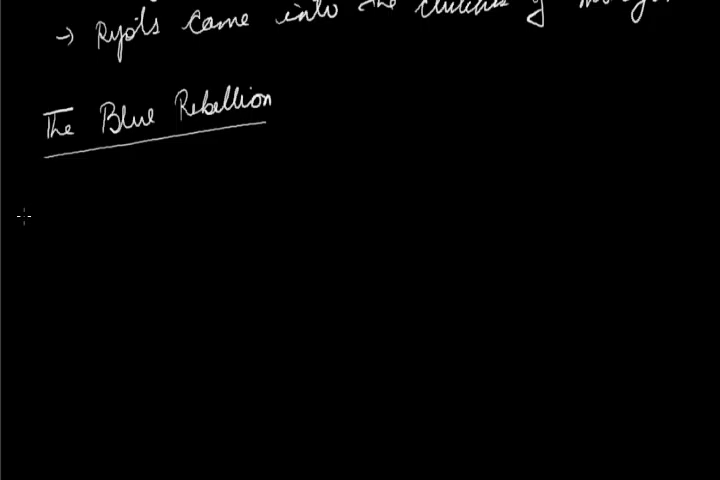 → Ryots came into the clutches of
The Blue Rebellion